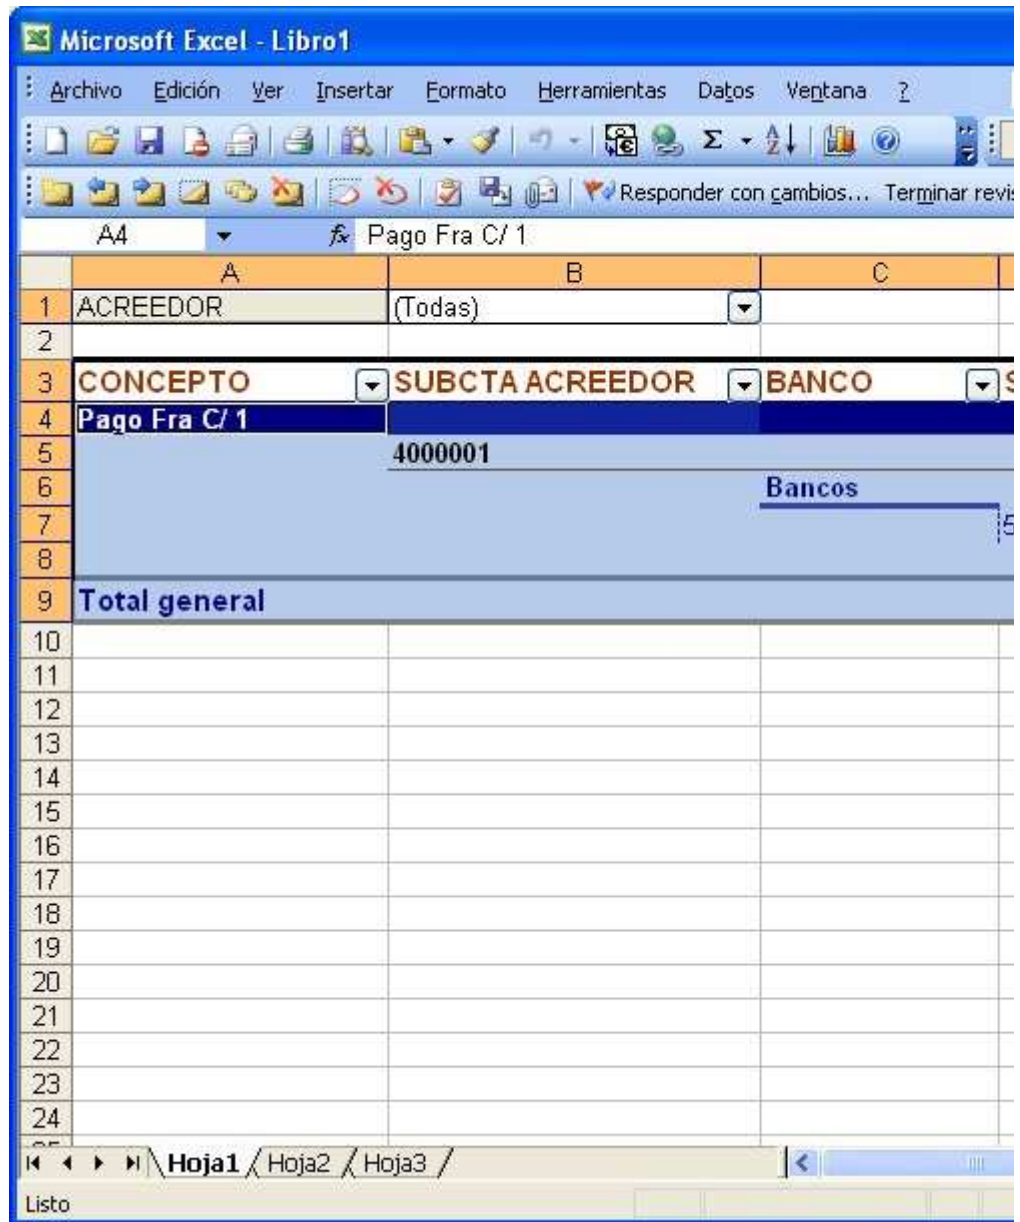 Microsoft Excel - Libro1
Archivo Edición Ver Insertar Formato Herramientas Datos Ventana ?
Responder con cambios... Terminar revis
A4 fx Pago Fra C/ 1
A B C
1 ACREEDOR (Todas)
2
3 CONCEPTO SUBCTA ACREEDOR BANCO S
4 Pago Fra C/ 1
5 4000001
6 Bancos
7 5
8
9 Total general
10
11
12
13
14
15
16
17
18
19
20
21
22
23
24
Hoja1 Hoja2 Hoja3
Listo